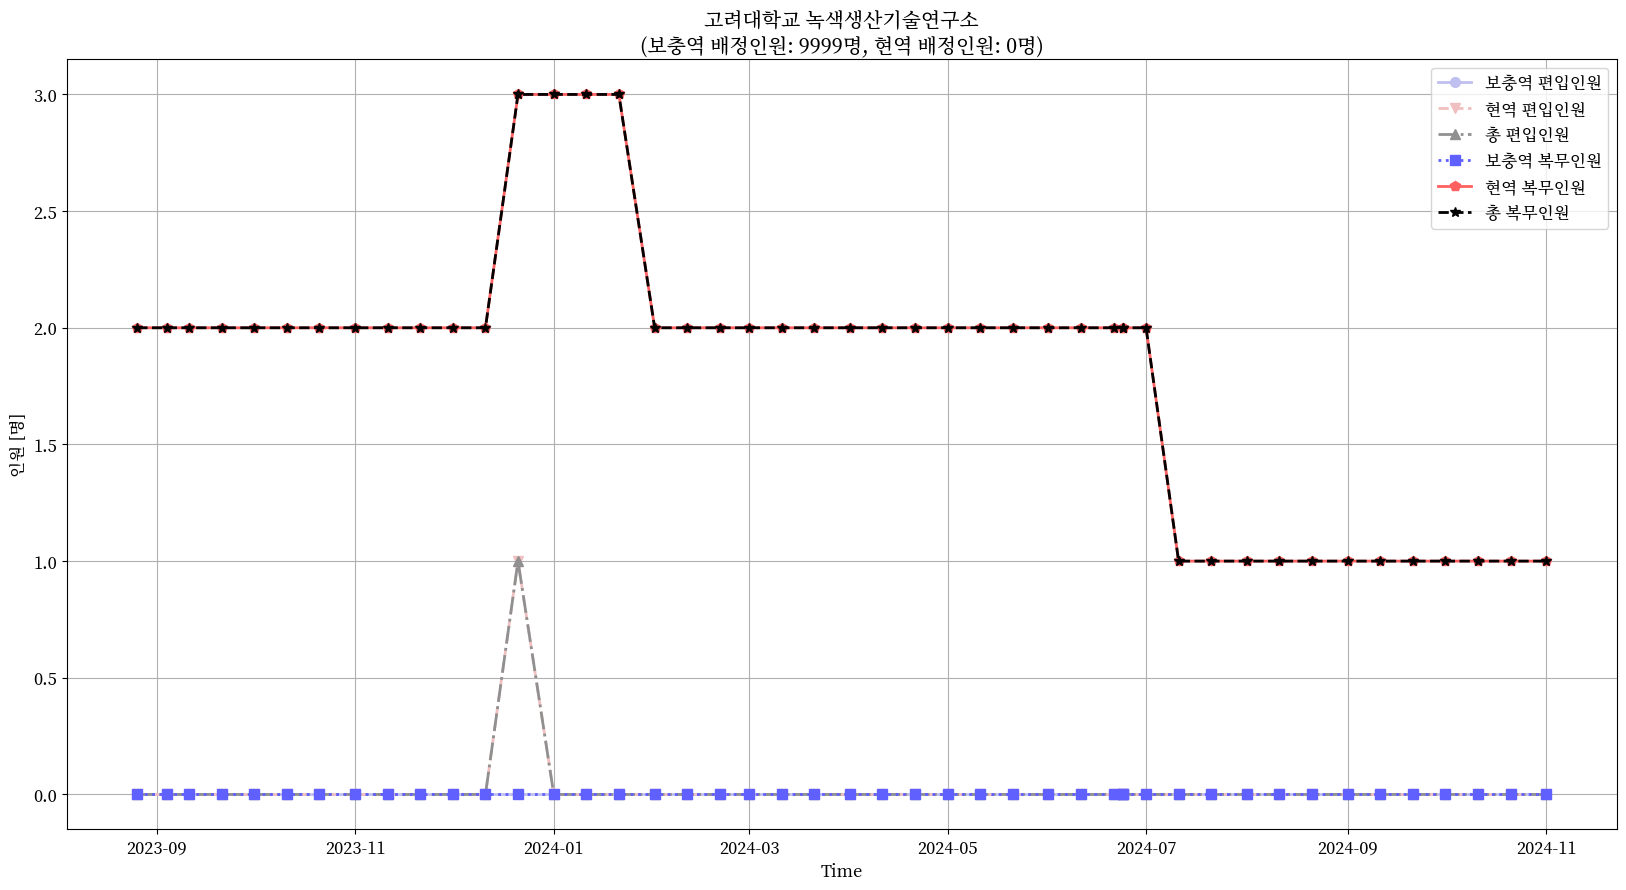 고려대학교 녹색생산기술연구소
(보충역 배정인원: 9999명, 현역 배정인원: 0명)
보충역 편입인원
현역 편입인원
총 편입인원
보충역 복무인원
현역 복무인원
총 복무인원
인원 [명]
3.0
2.5
2.0
1.5
1.0
0.5
0.0
2023-09
2023-11
2024-01
2024-03
2024-05
2024-07
2024-09
2024-11
Time